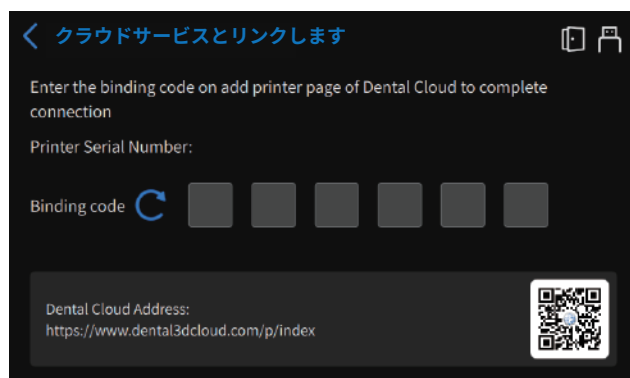 クラウドサービスとリンクします
Enter the binding code on add printer page of Dental Cloud to complete
connection
Printer Serial Number:
Binding code
Dental Cloud Address:
https://www.dental3dcloud.com/p/index